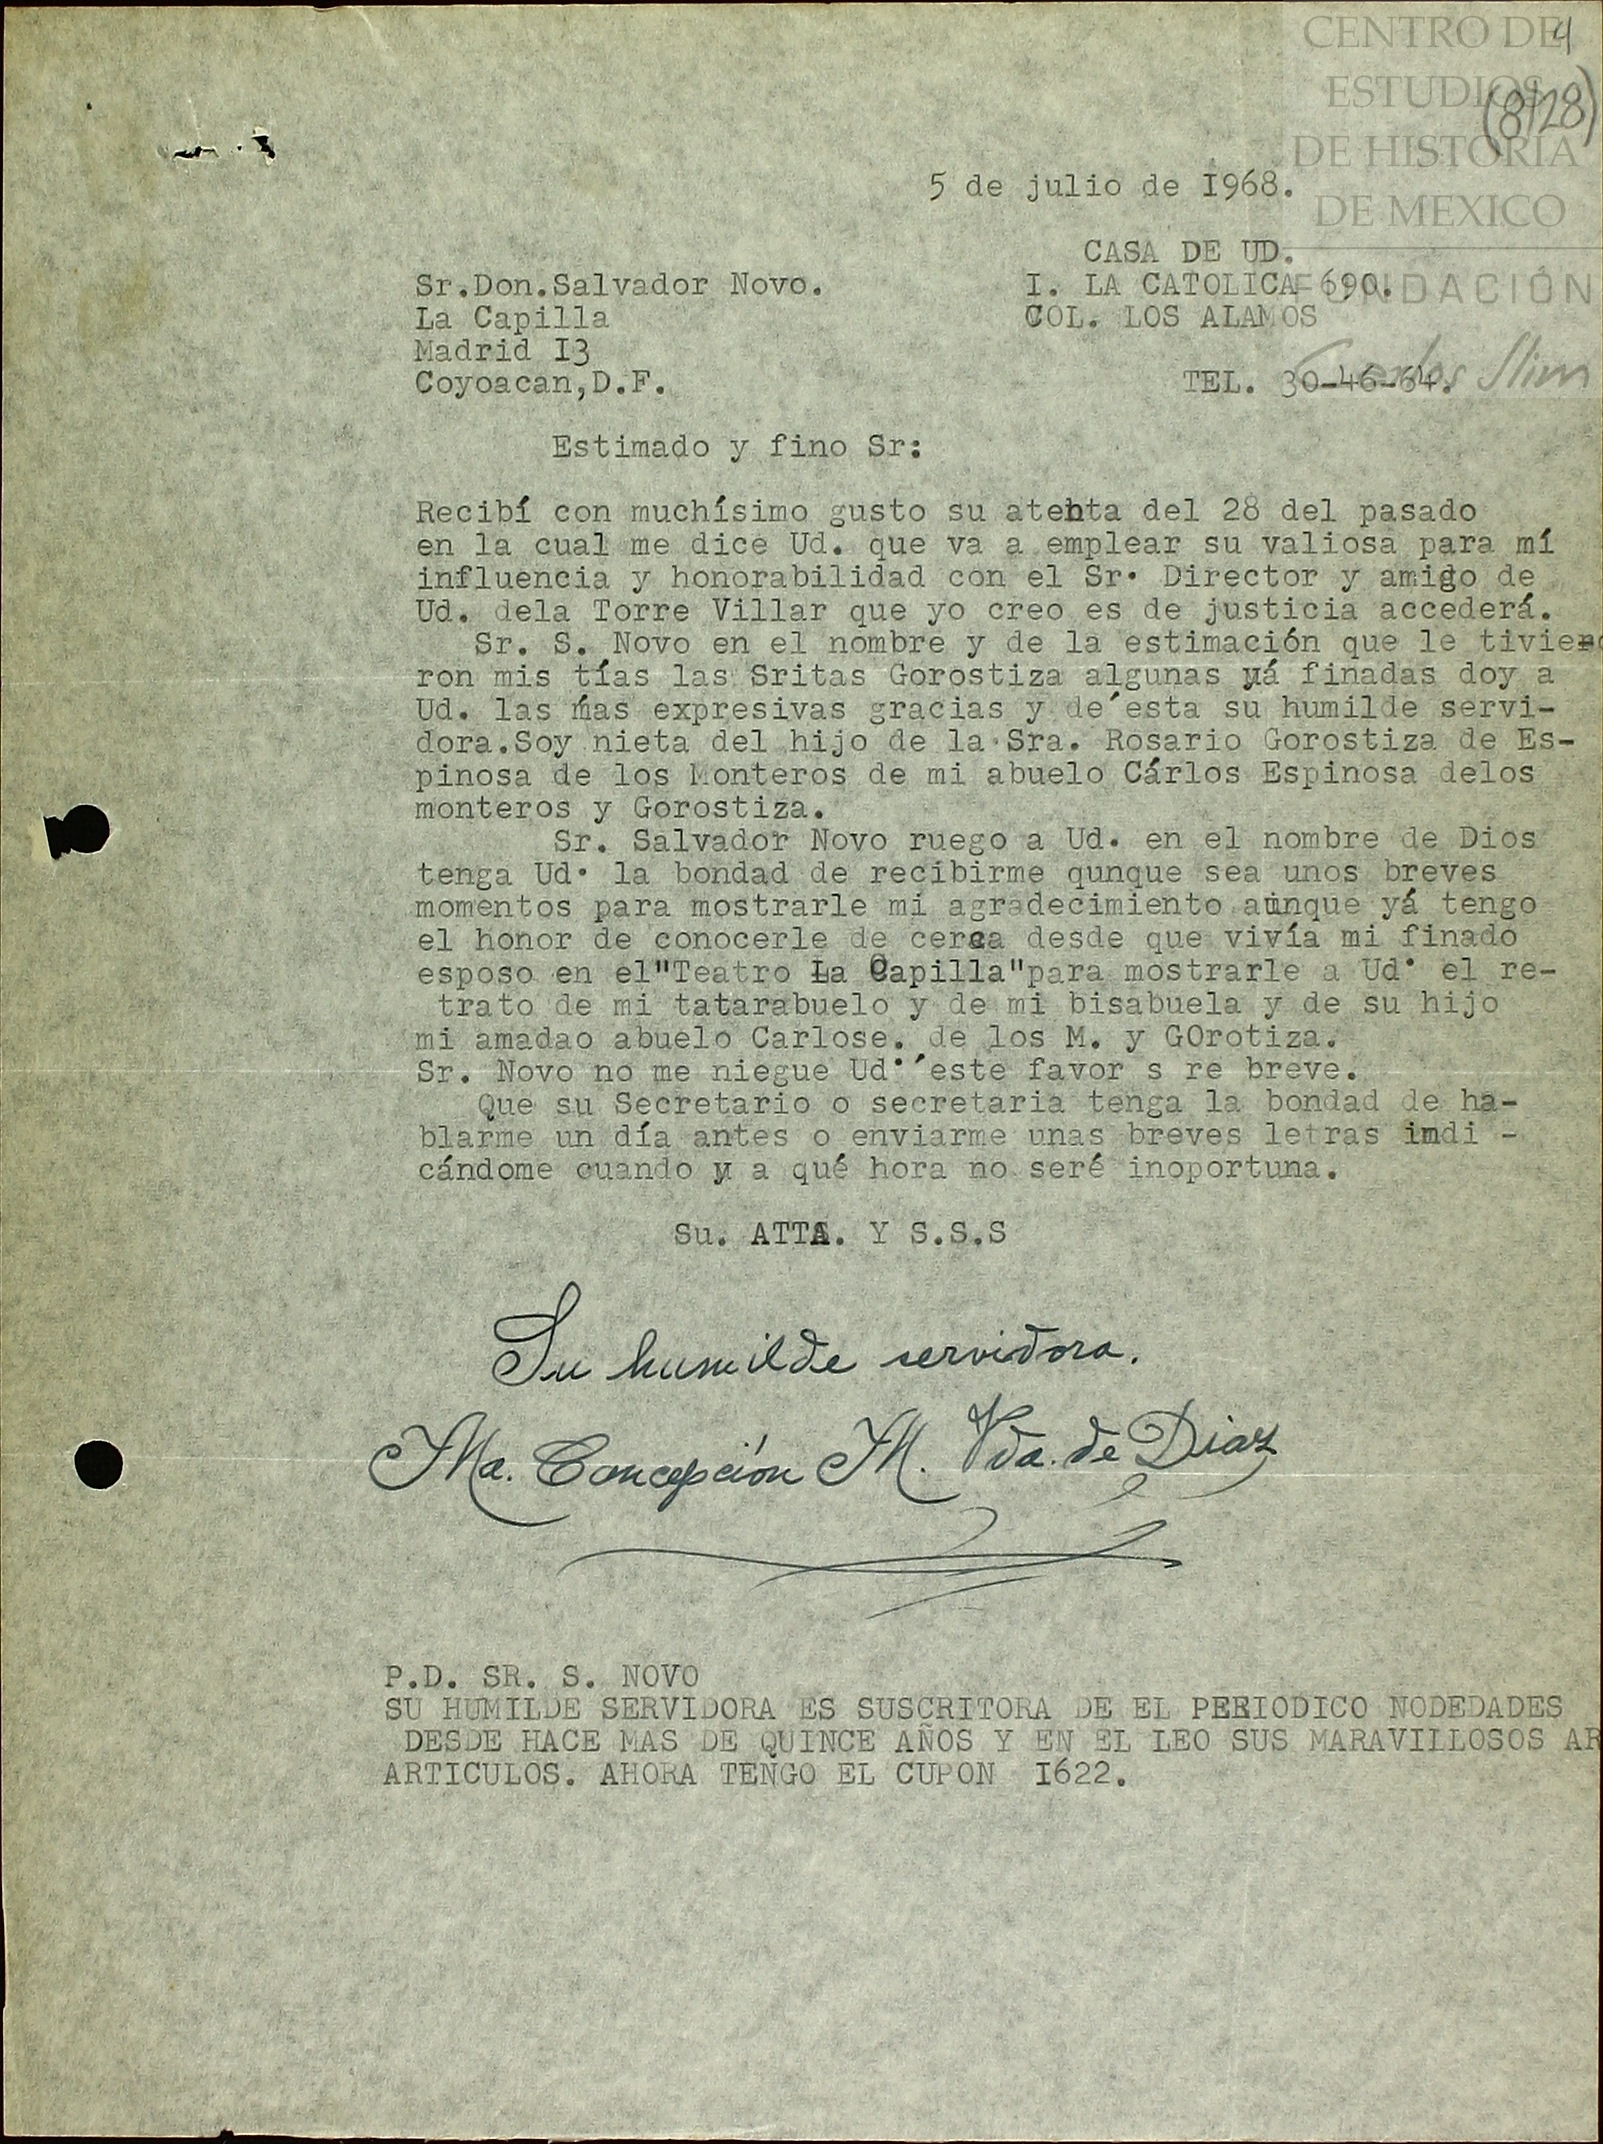 CENTRO DE
ESTUDIOS
DE HISTORIA
DE MEXICO
FUNDACIÓN
Carlos Slim
4
(8128)
5 de julio de I968.
CASA DE UD.
I. LA CATOLICA 690.
COL. LOS ALAMOS
TEL. 30-46-64.
Sr.Don.Salvador Novo.
La Capilla
Madrid I3
Coyoacan,D.F.
Estimado y fino Sr:
Recibí con muchísimo gusto su atenta del 28 del pasado
en la cual me dice Ud. que va a emplear su valiosa para mí
influencia y honorabilidad con el Sr. Director y amigo de
Ud. dela Torre Villar que yo creo es de justicia accederá.
Sr. S. Novo en el nombre y de la estimación que le tivie
ron mis tías las Sritas Gorostiza algunas yá finadas doy a
Ud. las mas expresivas gracias y de ésta su humilde servi-
dora.Soy nieta del hijo de la Sra. Rosario Gorostiza de Es-
pinosa de los Monteros de mi abuelo Cárlos Espinosa delos
monteros y Gorostiza.
Sr. Salvador Novo ruego a Ud. en el nombre de Dios
tenga Ud. la bondad de recibirme qunque sea unos breves
momentos para mostrarle mi agradecimiento aunque yá tengo
el honor de conocerle de cerca desde que vivía mi finado
esposo en el"Teatro La Capilla"para mostrarle a Ud. el re-
trato de mi tatarabuelo y de mi bisabuela y de su hijo
mi amadao abuelo Carlose. de los M. y GOrotiza.
Sr. Novo no me niegue Ud. éste favor s re breve.
Que su Secretario o secretaria tenga la bondad de ha-
blarme un día antes o enviarme unas breves letras indi -
cándome cuando y a qué hora no seré inoportuna.
Su. ATTA. Y S.S.S
Su humilde servidora.
Ma. Concepción M. Vda. de Diaz
P.D. SR. S. NOVO
SU HUMILDE SERVIDORA ES SUSCRITORA DE EL PERIODICO NODEDADES
DESDE HACE MAS DE QUINCE AÑOS Y EN EL LEO SUS MARAVILLOSOS AR
ARTICULOS. AHORA TENGO EL CUPON I622.